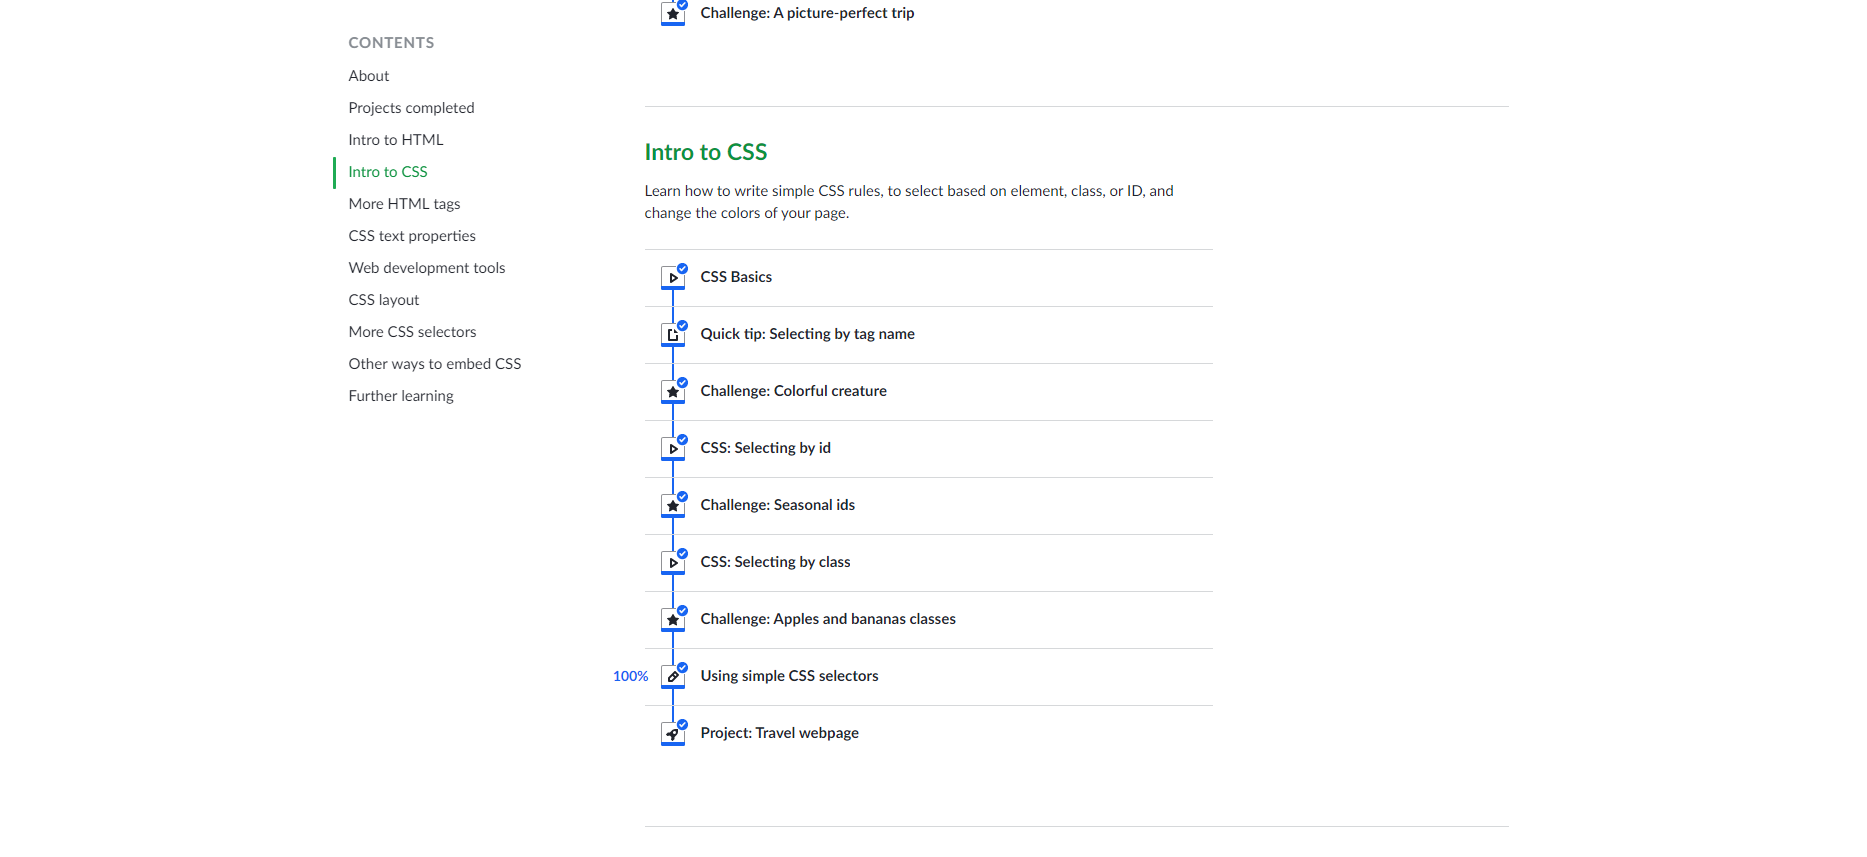 Challenge: A picture-perfect trip
CONTENTS
About
Projects completed
Intro to HTML
Intro to CSS
More HTML tags
CSS text properties
Web development tools
CSS layout
More CSS selectors
Other ways to embed CSS
Further learning
Intro to CSS
Learn how to write simple CSS rules, to select based on element, class, or ID, and
change the colors of your page.
CSS Basics
Quick tip: Selecting by tag name
Challenge: Colorful creature
CSS: Selecting by id
Challenge: Seasonal ids
CSS: Selecting by class
Challenge: Apples and bananas classes
100% Using simple CSS selectors
Project: Travel webpage